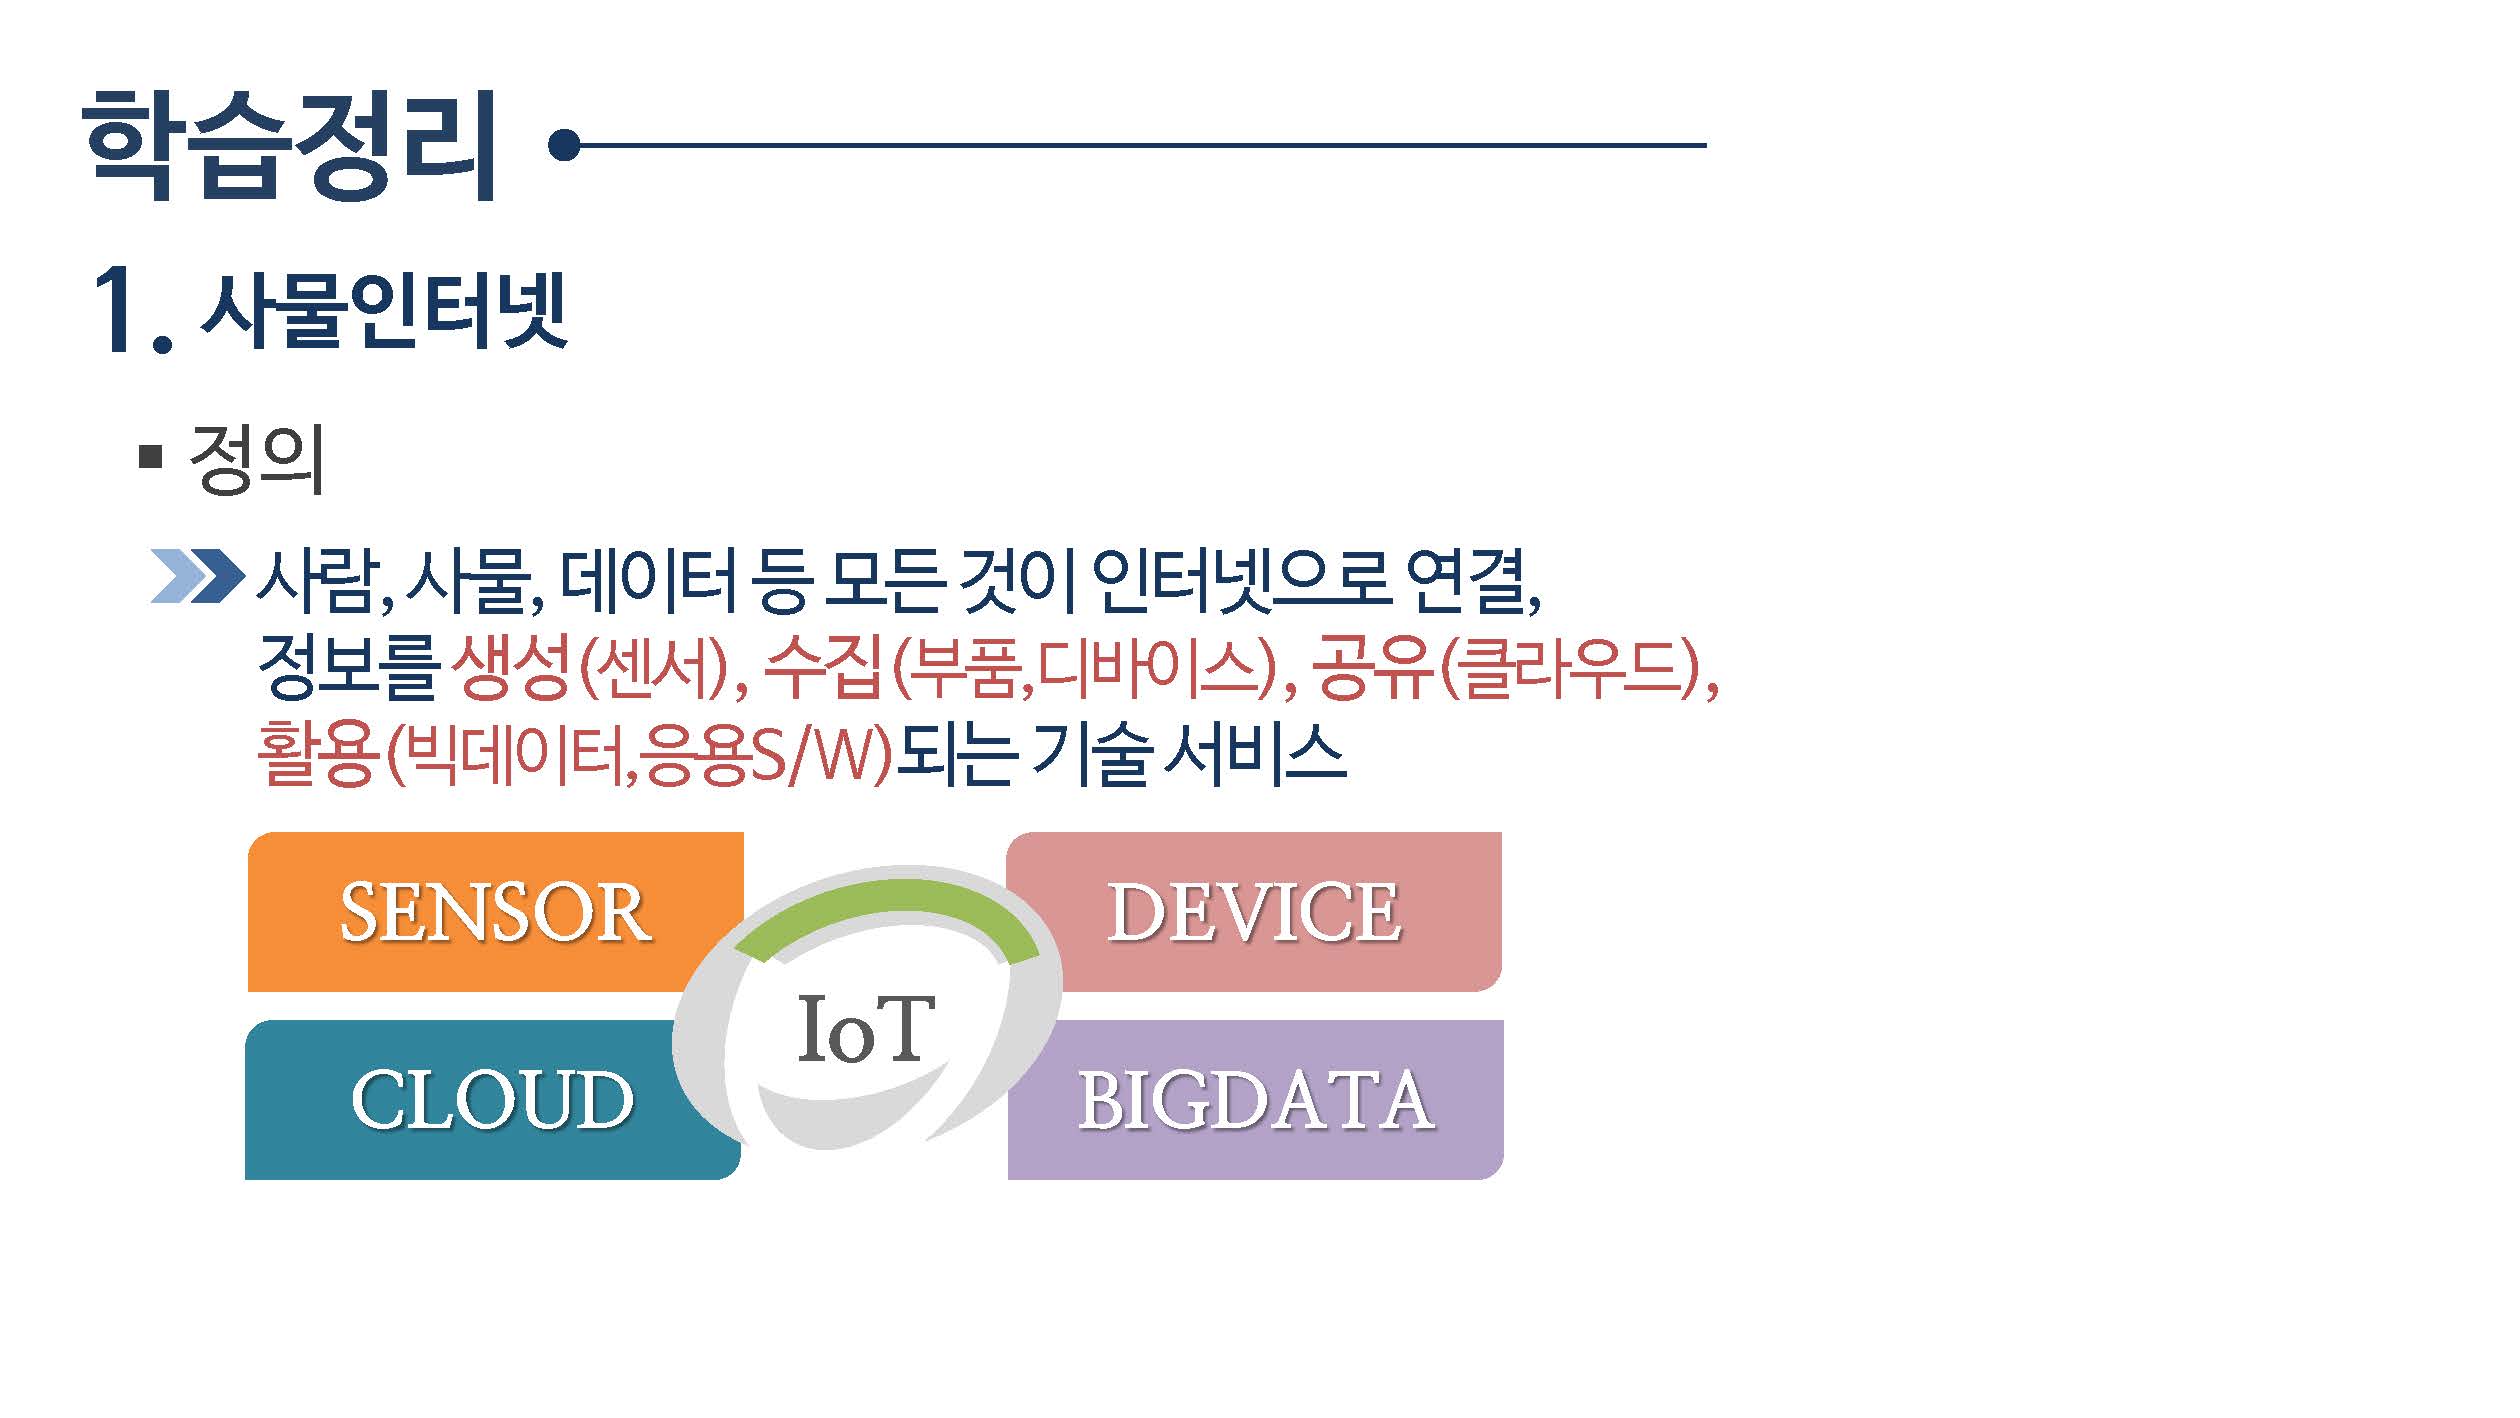 학습정리
1. 사물인터넷
▪ 정의
사람, 사물, 데이터 등 모든 것이 인터넷으로 연결,
정보를 생성(센서), 수집(부품,디바이스), 공유(클라우드),
활용(빅데이터,응용S/W)되는 기술 서비스
SENSOR
DEVICE
IoT
CLOUD
BIGDATA